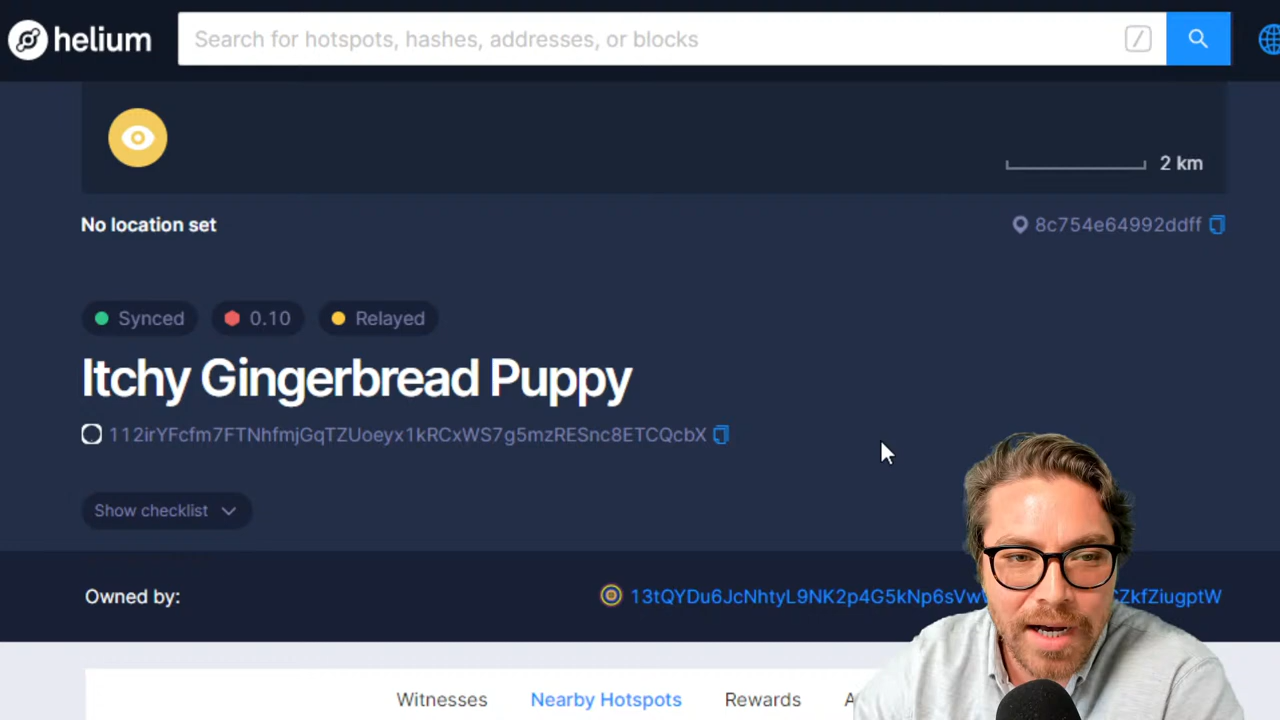 helium
Search for hotspots, hashes, addresses, or blocks
/
2 km
No location set
8c754e64992ddff
Synced
0.10
Relayed
Itchy Gingerbread Puppy
112irYFcfm7FTNhfmjGqTZUoeyx1kRCxWS7g5mzRESnc8ETCQcbX
Show checklist
Owned by:
Witnesses
Nearby Hotspots
Rewards